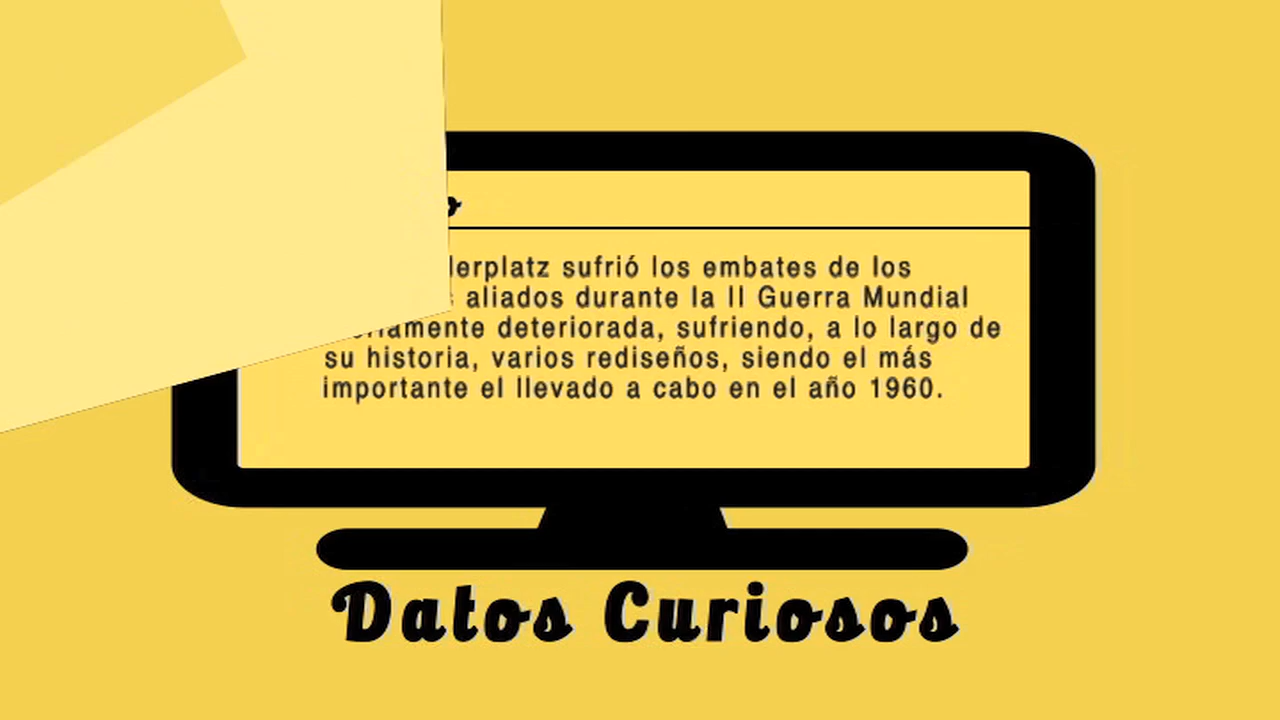 sufrió los embates de los
aliados durante la II Guerra Mundial
deteriorada, sufriendo, a lo largo de
su historia, varios rediseños, siendo el más
importante el llevado a cabo en el año 1960.
Datos Curiosos